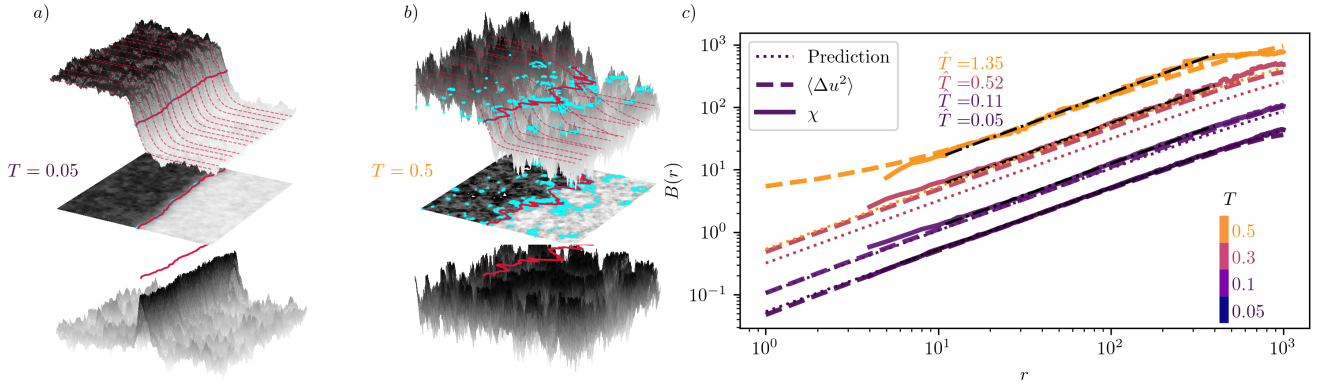 a)
T = 0.05
b)
T = 0.5
c)
Prediction
⟨Δu²⟩
χ
T̂ =1.35
T̂ =0.52
T̂ =0.11
T̂ =0.05
10³
10²
10¹
10⁰
10⁻¹
B(r)
10⁰
10¹
10²
10³
r
T
0.5
0.3
0.1
0.05